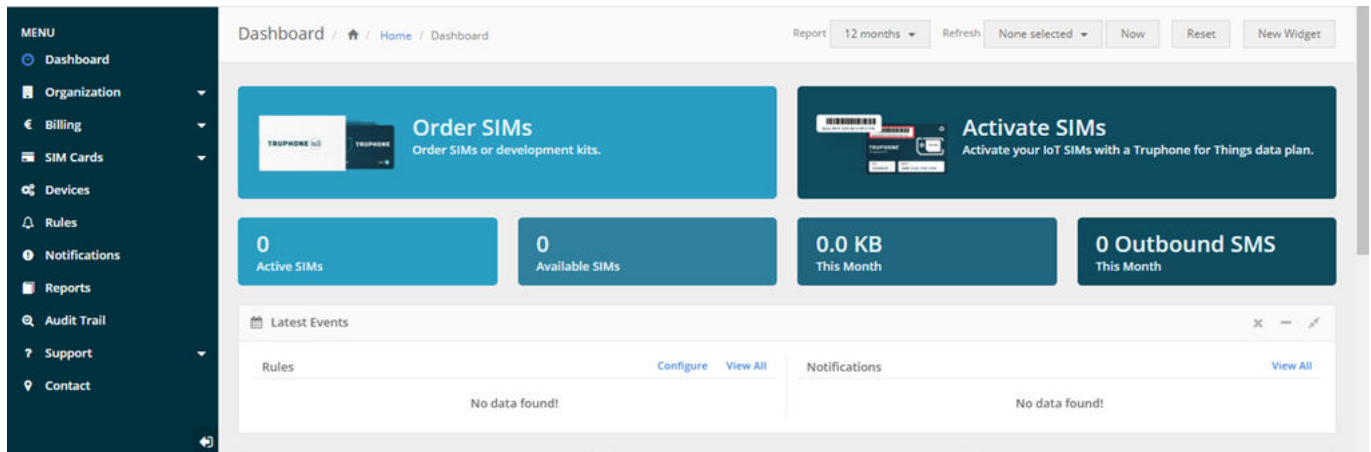 MENU
Dashboard
Organization
Billing
SIM Cards
Devices
Rules
Notifications
Reports
Audit Trail
Support
Contact
Dashboard / / Home / Dashboard
Report 12 months Refresh None selected Now Reset New Widget
TRUPHONE
TRUPHONE
Order SIMs
Order SIMs or development kits.
TRUPHONE
Activate SIMs
Activate your IoT SIMs with a Truphone for Things data plan.
0
Active SIMs
0
Available SIMs
0.0 KB
This Month
0 Outbound SMS
This Month
Latest Events
Rules Configure View All
No data found!
Notifications View All
No data found!